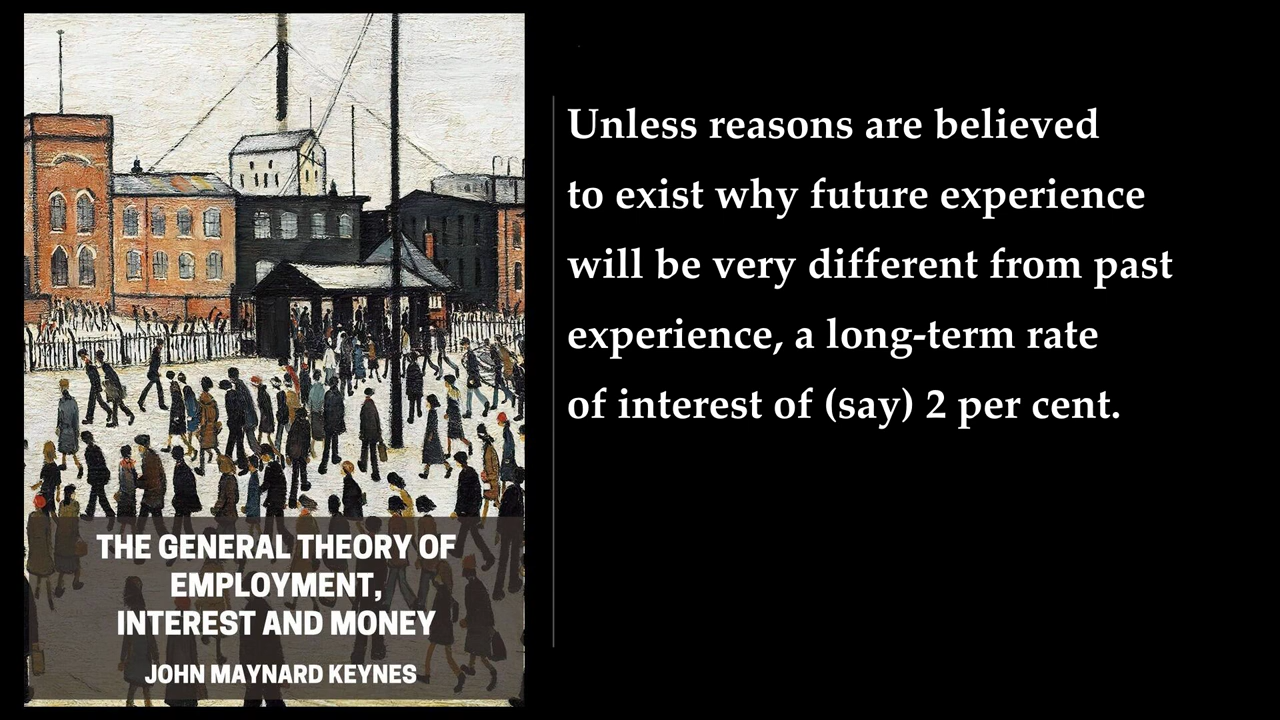 THE GENERAL THEORY OF
EMPLOYMENT,
INTEREST AND MONEY
JOHN MAYNARD KEYNES
Unless reasons are believed
to exist why future experience
will be very different from past
experience, a long-term rate
of interest of (say) 2 per cent.